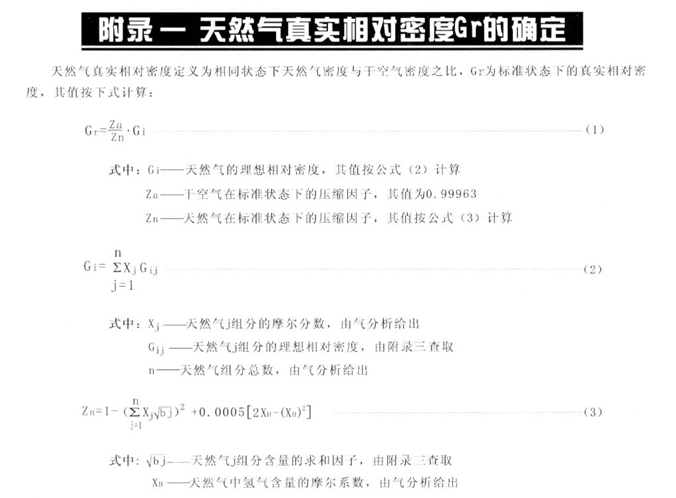 附录一 天然气真实相对密度Gr的确定
天然气真实相对密度定义为相同状态下天然气密度与干空气密度之比，Gr为标准状态下的真实相对密
度，其值按下式计算：
Gr=Za/Zn·Gi (1)
式中：Gi——天然气的理想相对密度，其值按公式（2）计算
Za——干空气在标准状态下的压缩因子，其值为0.99963
Zn——天然气在标准状态下的压缩因子，其值按公式（3）计算
n
Gi= ΣXjGij (2)
j=1
式中：Xj——天然气j组分的摩尔分数，由气分析给出
Gij——天然气j组分的理想相对密度，由附录三查取
n——天然气组分总数，由气分析给出
n
Zn=1-(ΣXj√bj)² +0.0005[2XH-(XH)²] (3)
j=1
式中：√bj——天然气j组分含量的求和因子，由附录三查取
XH——天然气中氢气含量的摩尔系数，由气分析给出